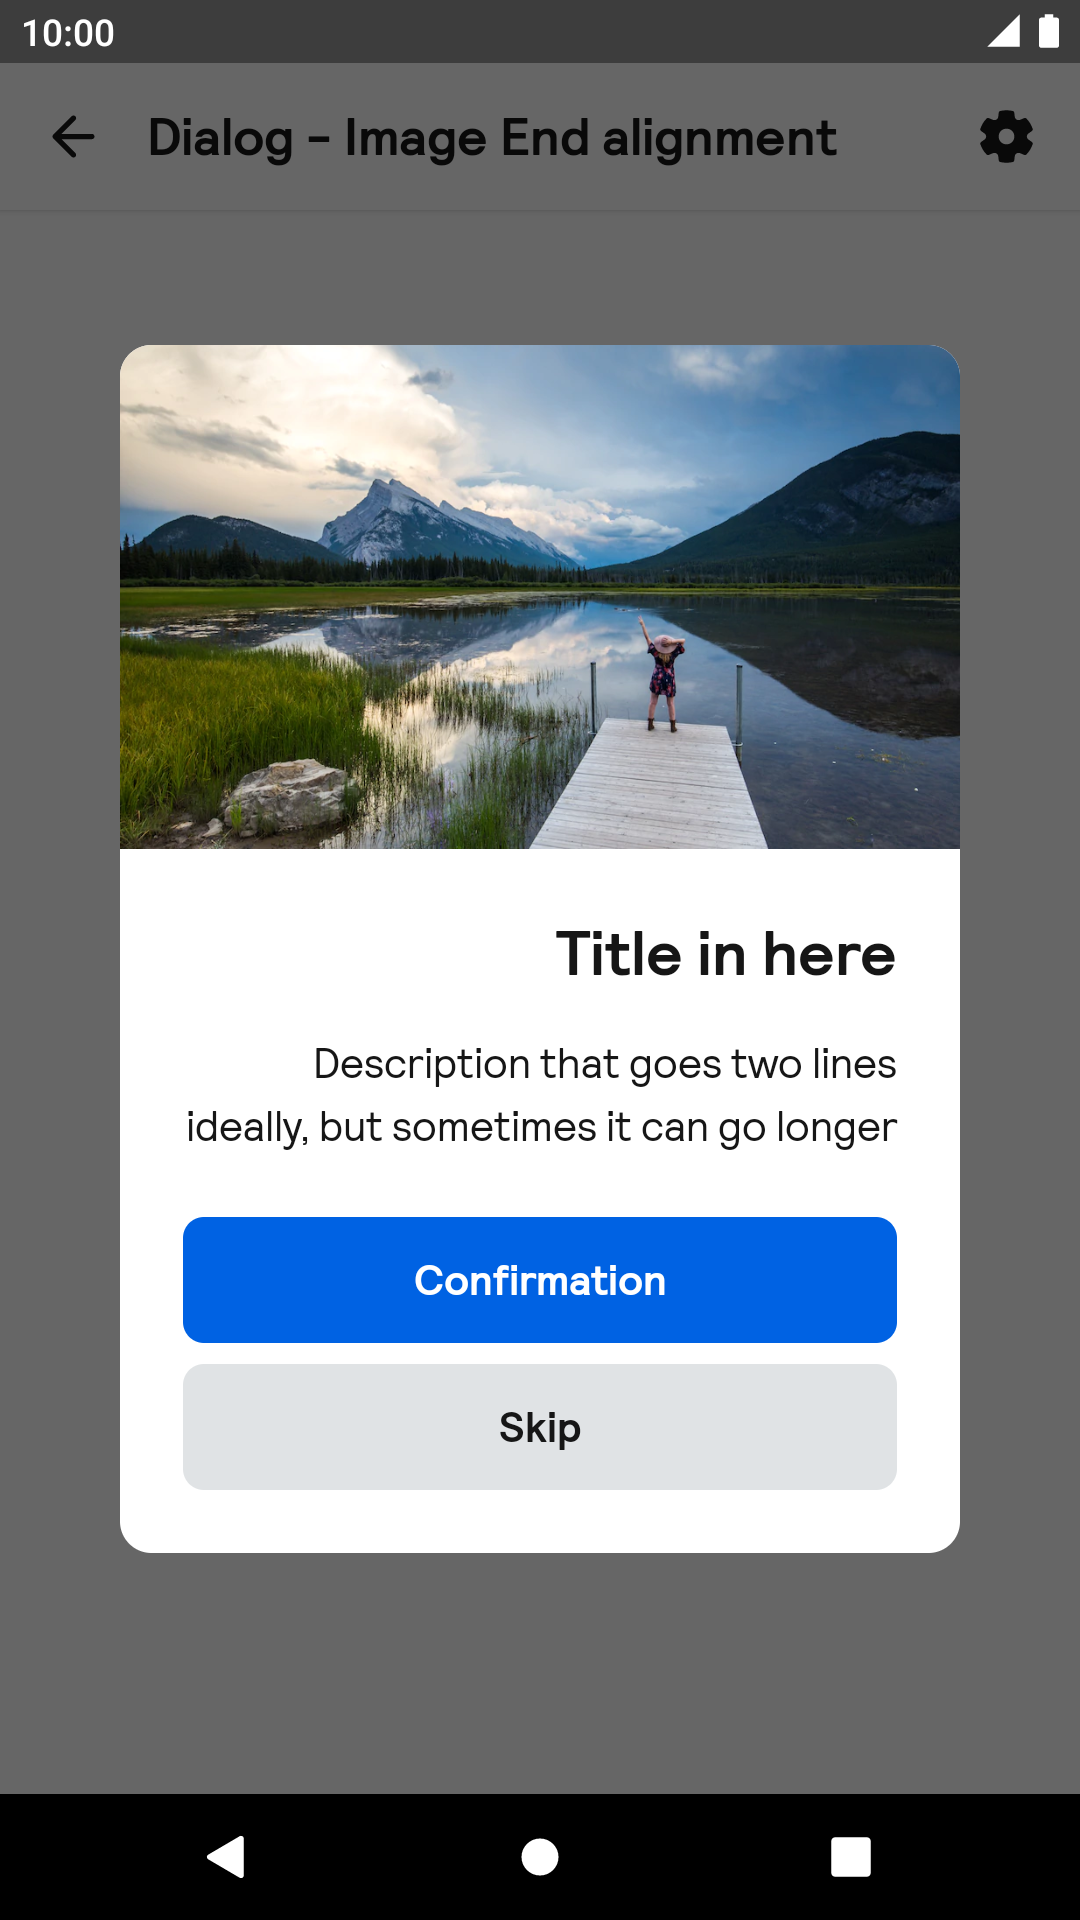 10:00
Dialog - Image End alignment
Title in here
Description that goes two lines
ideally, but sometimes it can go longer
Confirmation
Skip